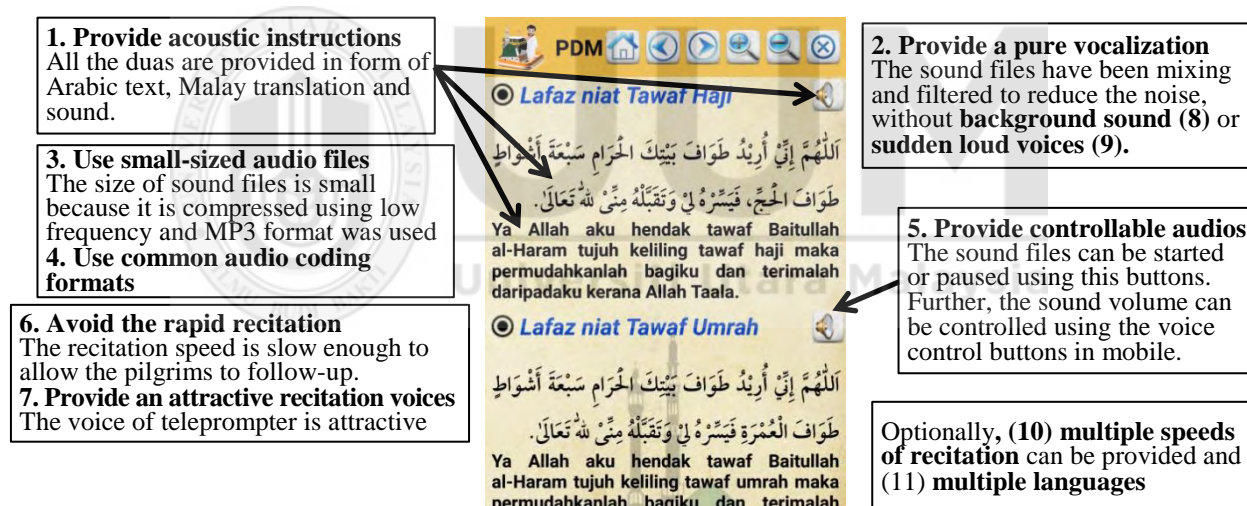 1. Provide acoustic instructions
All the duas are provided in form of
Arabic text, Malay translation and
sound.
3. Use small-sized audio files
The size of sound files is small
because it is compressed using low
frequency and MP3 format was used
4. Use common audio coding
formats
6. Avoid the rapid recitation
The recitation speed is slow enough to
allow the pilgrims to follow-up.
7. Provide an attractive recitation voices
The voice of teleprompter is attractive
PDM
Lafaz niat Tawaf Haji
اَللّٰهُمَّ إِنِّيْ أُرِيْدُ طَوَافَ بَيْتِكَ الْحَرَامِ سَبْعَةَ أَشْوَاطٍ
طَوَافَ الْحَجِّ، فَيَسِّرْهُ لِيْ وَتَقَبَّلْهُ مِنِّيْ للهِ تَعَالَىٰ.
Ya Allah aku hendak tawaf Baitullah
al-Haram tujuh keliling tawaf haji maka
permudahkanlah bagiku dan terimalah
daripadaku kerana Allah Taala.
Lafaz niat Tawaf Umrah
اَللّٰهُمَّ إِنِّيْ أُرِيْدُ طَوَافَ بَيْتِكَ الْحَرَامِ سَبْعَةَ أَشْوَاطٍ
طَوَافَ الْعُمْرَةِ فَيَسِّرْهُ لِيْ وَتَقَبَّلْهُ مِنِّيْ للهِ تَعَالَىٰ.
Ya Allah aku hendak tawaf Baitullah
al-Haram tujuh keliling tawaf umrah maka
permudahkanlah bagiku dan terimalah
2. Provide a pure vocalization
The sound files have been mixing
and filtered to reduce the noise,
without background sound (8) or
sudden loud voices (9).
5. Provide controllable audios
The sound files can be started
or paused using this buttons.
Further, the sound volume can
be controlled using the voice
control buttons in mobile.
Optionally, (10) multiple speeds
of recitation can be provided and
(11) multiple languages
UUM
Universiti Utara Malaysia